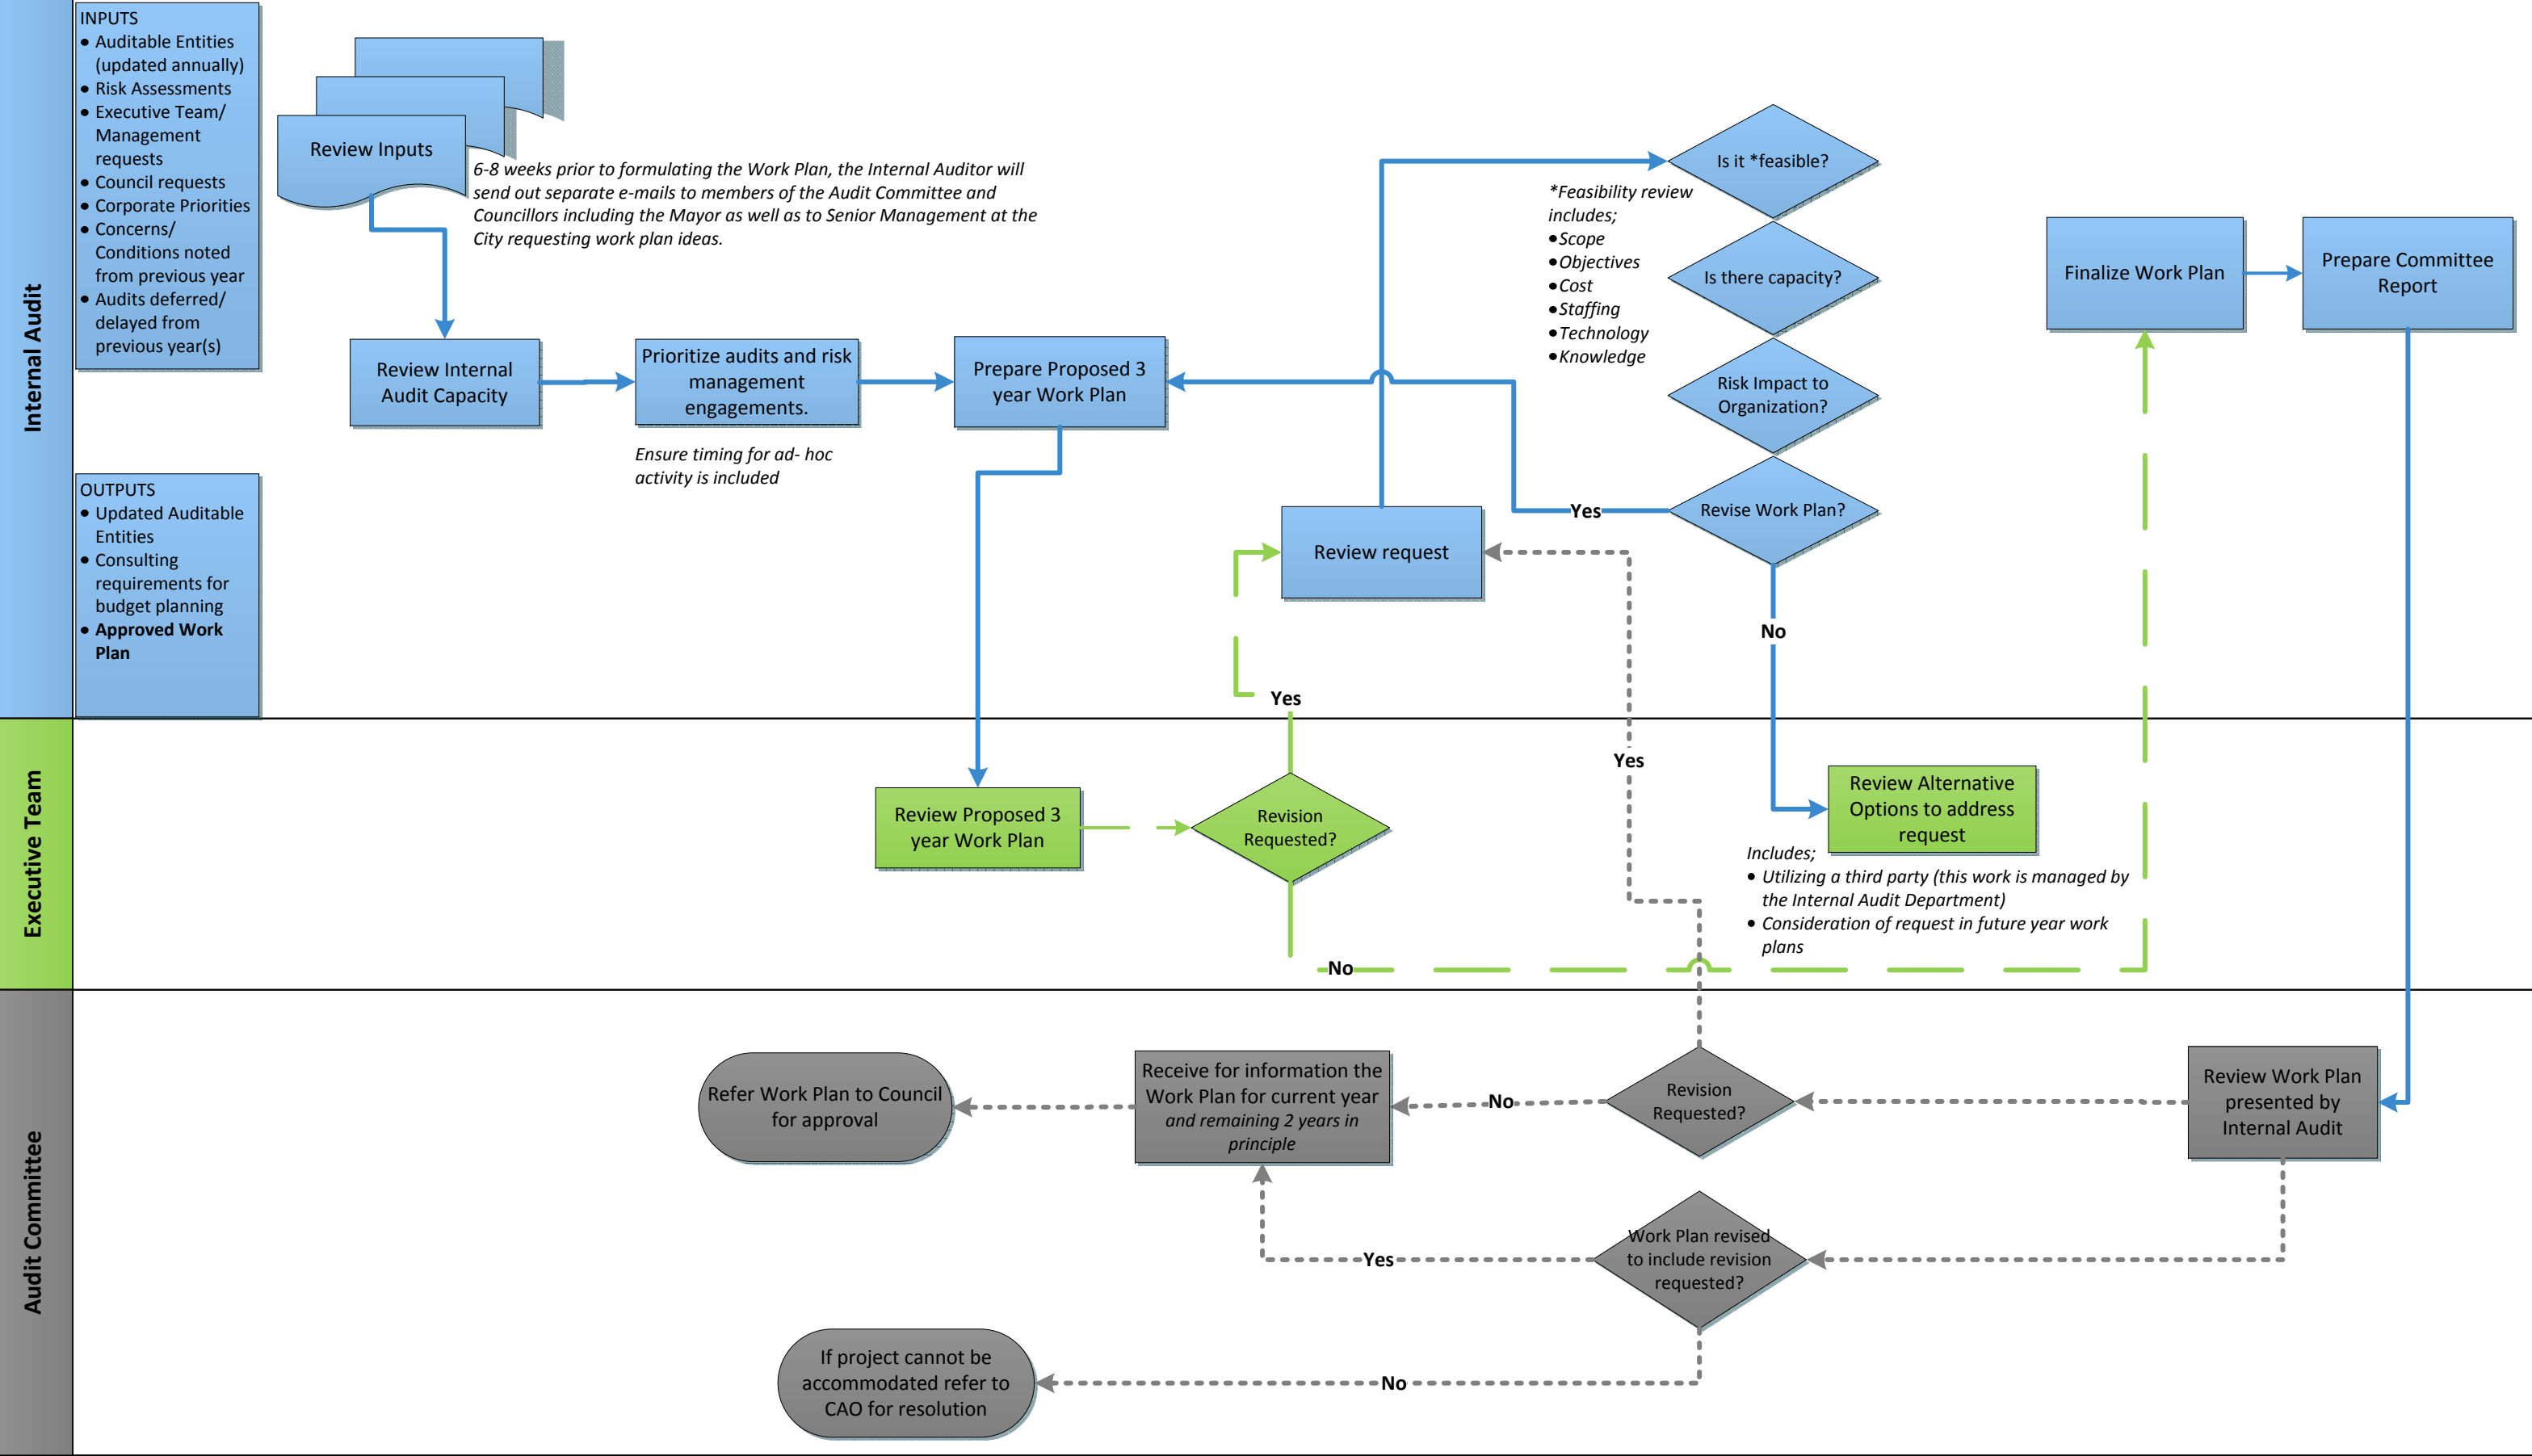 Internal Audit
INPUTS
• Auditable Entities
(updated annually)
• Risk Assessments
• Executive Team/
Management
requests
• Council requests
• Corporate Priorities
• Concerns/
Conditions noted
from previous year
• Audits deferred/
delayed from
previous year(s)
OUTPUTS
• Updated Auditable
Entities
• Consulting
requirements for
budget planning
• Approved Work
Plan
Review Inputs
6-8 weeks prior to formulating the Work Plan, the Internal Auditor will
send out separate e-mails to members of the Audit Committee and
Councillors including the Mayor as well as to Senior Management at the
City requesting work plan ideas.
Review Internal
Audit Capacity
Prioritize audits and risk
management
engagements.
Ensure timing for ad- hoc
activity is included
Prepare Proposed 3
year Work Plan
Review request
Is it *feasible?
*Feasibility review
includes;
• Scope
• Objectives
• Cost
• Staffing
• Technology
• Knowledge
Is there capacity?
Risk Impact to
Organization?
Revise Work Plan?
Yes
No
Finalize Work Plan
Prepare Committee
Report
Yes
Executive Team
Review Proposed 3
year Work Plan
Revision
Requested?
Yes
No
Review Alternative
Options to address
request
Includes;
• Utilizing a third party (this work is managed by
the Internal Audit Department)
• Consideration of request in future year work
plans
Audit Committee
Refer Work Plan to Council
for approval
Receive for information the
Work Plan for current year
and remaining 2 years in
principle
No
Revision
Requested?
Review Work Plan
presented by
Internal Audit
Yes
Work Plan revised
to include revision
requested?
If project cannot be
accommodated refer to
CAO for resolution
No